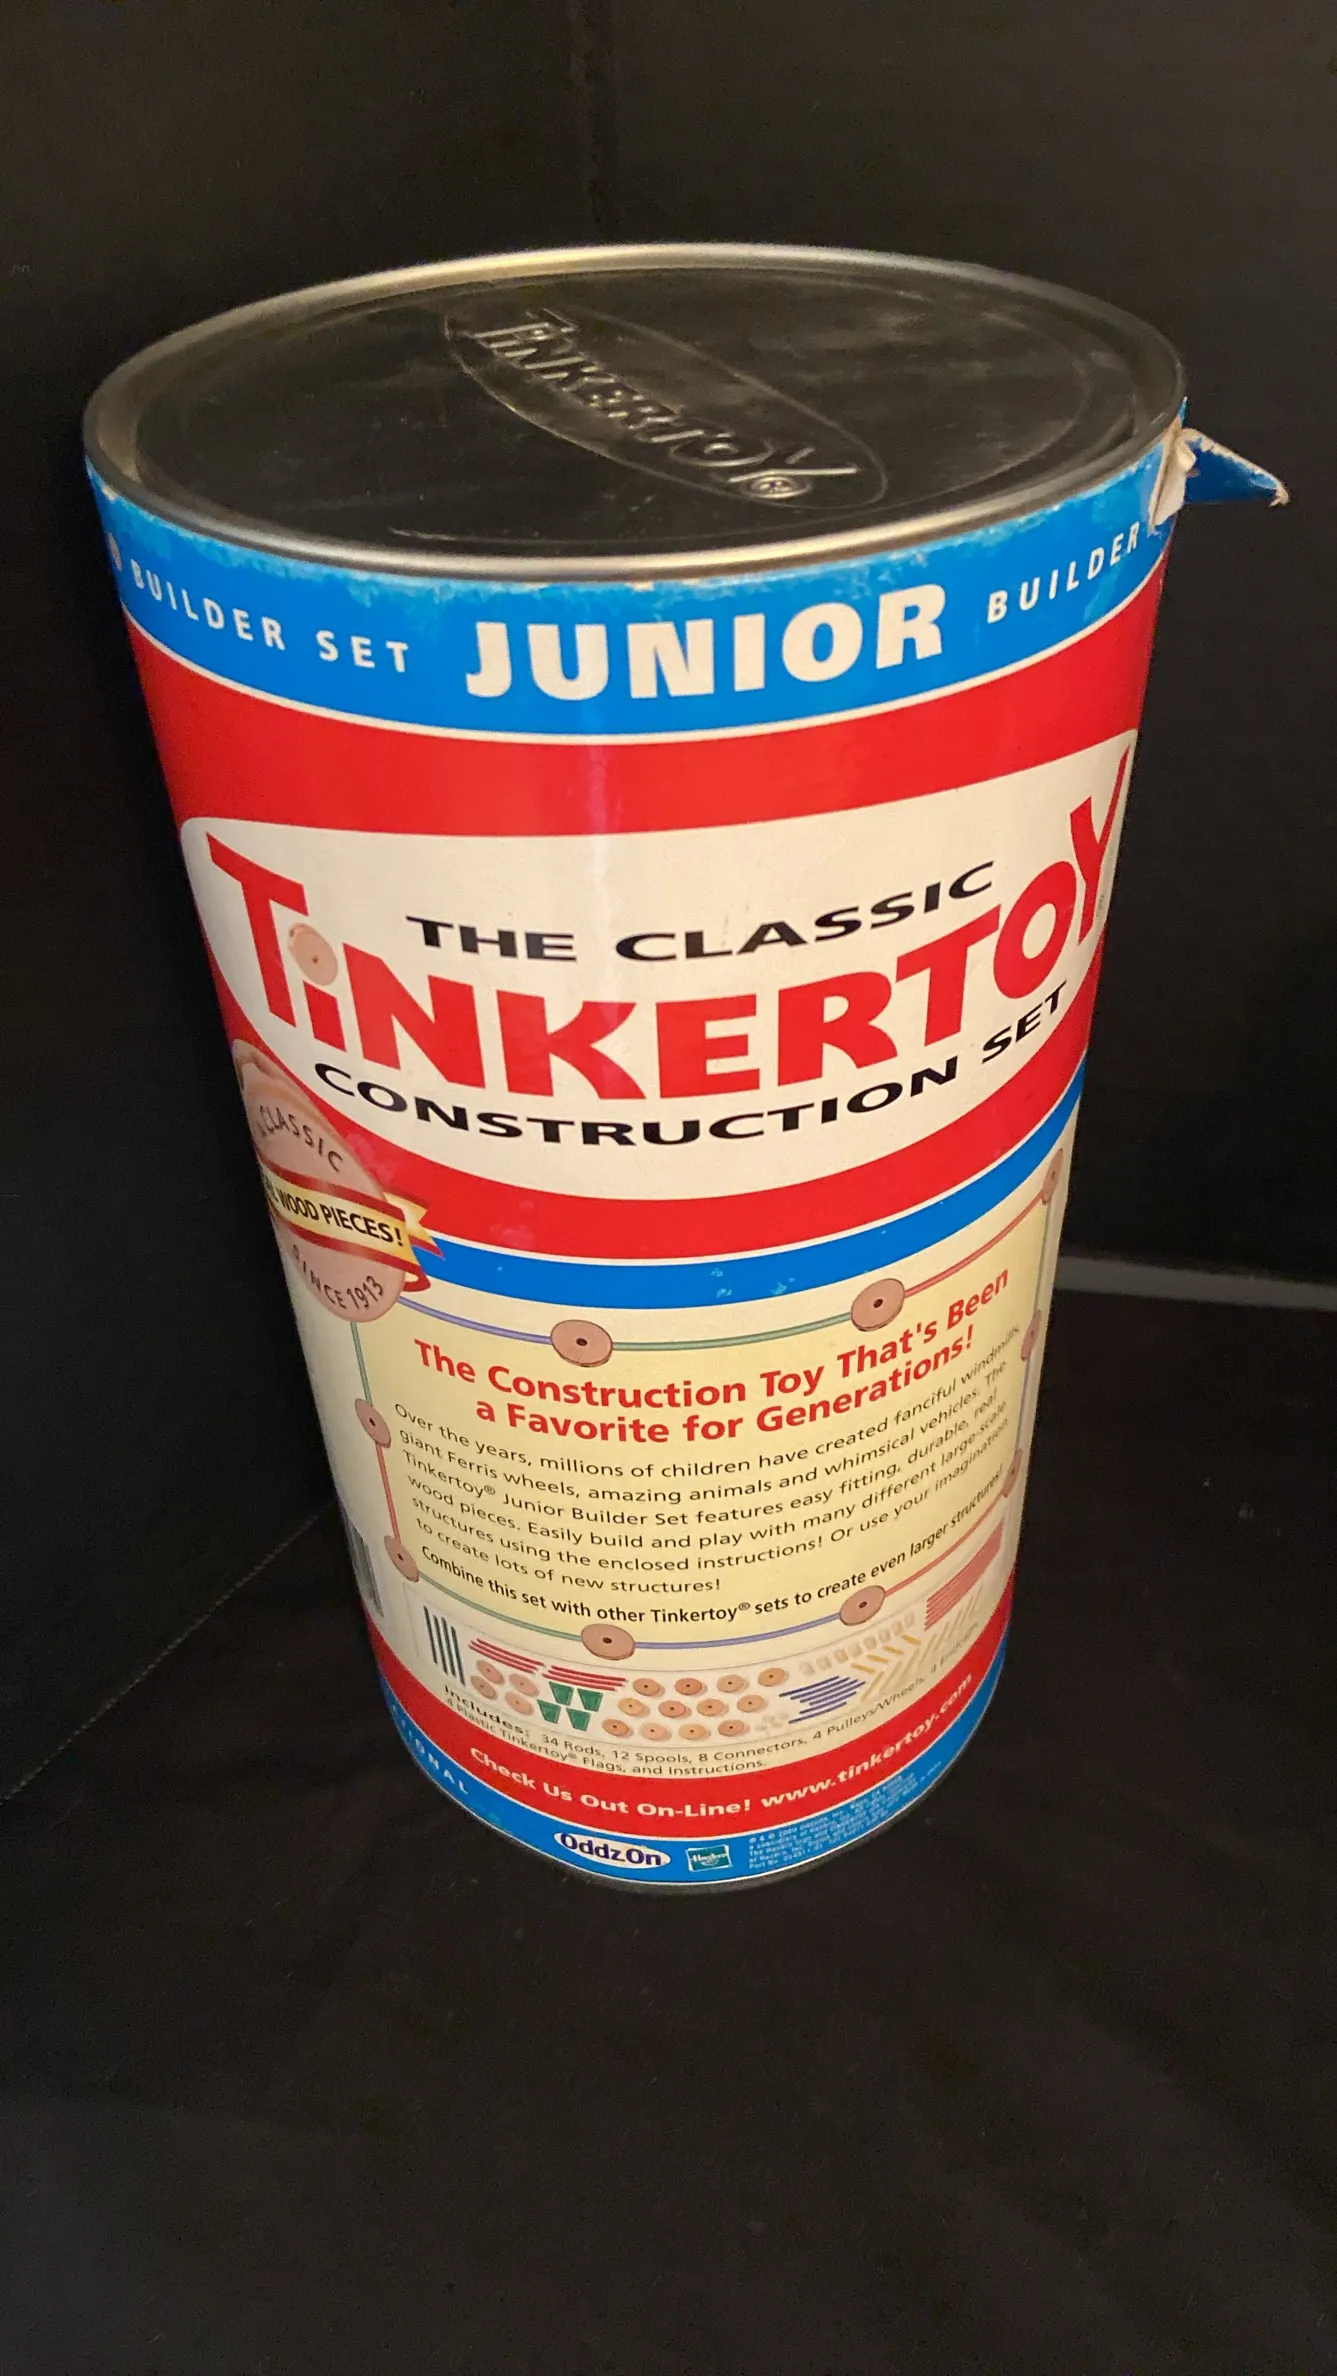 TiNKERTOY®
BUILDER SET JUNIOR BUILDER
THE CLASSIC
TiNKERTOY
CONSTRUCTION SET
CLASSIC
WOOD PIECES!
SINCE 1913
The Construction Toy That's Been
a Favorite for Generations!
Over the years, millions of children have created fanciful windmills,
giant Ferris wheels, amazing animals and whimsical vehicles. The
Tinkertoy® Junior Builder Set features easy fitting, durable, real
wood pieces. Easily build and play with many different large-scale
structures using the enclosed instructions! Or use your imagination
to create lots of new structures!
Combine this set with other Tinkertoy® sets to create even larger structures!
Includes: 34 Rods, 12 Spools, 8 Connectors, 4 Pulleys/Wheels, 4 Endcaps,
4 Plastic Tinkertoy® Flags, and Instructions.
Check Us Out On-Line! www.tinkertoy.com
OddzOn Hasbro